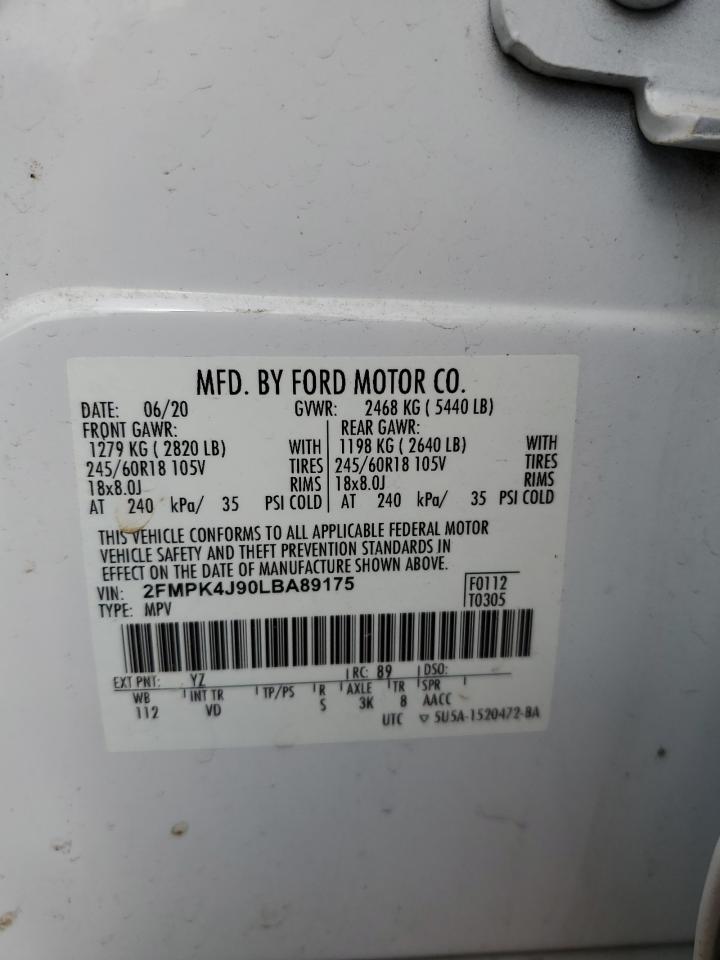 MFD. BY FORD MOTOR CO.
DATE: 06/20 GVWR: 2468 KG ( 5440 LB)
FRONT GAWR: REAR GAWR:
1279 KG ( 2820 LB) WITH 1198 KG ( 2640 LB) WITH
245/60R18 105V TIRES 245/60R18 105V TIRES
18x8.0J RIMS 18x8.0J RIMS
AT 240 kPa/ 35 PSI COLD AT 240 kPa/ 35 PSI COLD
THIS VEHICLE CONFORMS TO ALL APPLICABLE FEDERAL MOTOR
VEHICLE SAFETY AND THEFT PREVENTION STANDARDS IN
EFFECT ON THE DATE OF MANUFACTURE SHOWN ABOVE.
VIN: 2FMPK4J90LBA89175 F0112
TYPE: MPV T0305
EXT PNT: YZ RC: 89 DSO:
WB INT TR TP/PS R AXLE TR SPR
112 VD S 3K 8 AACC
UTC ▽ 5U5A-1520472-BA